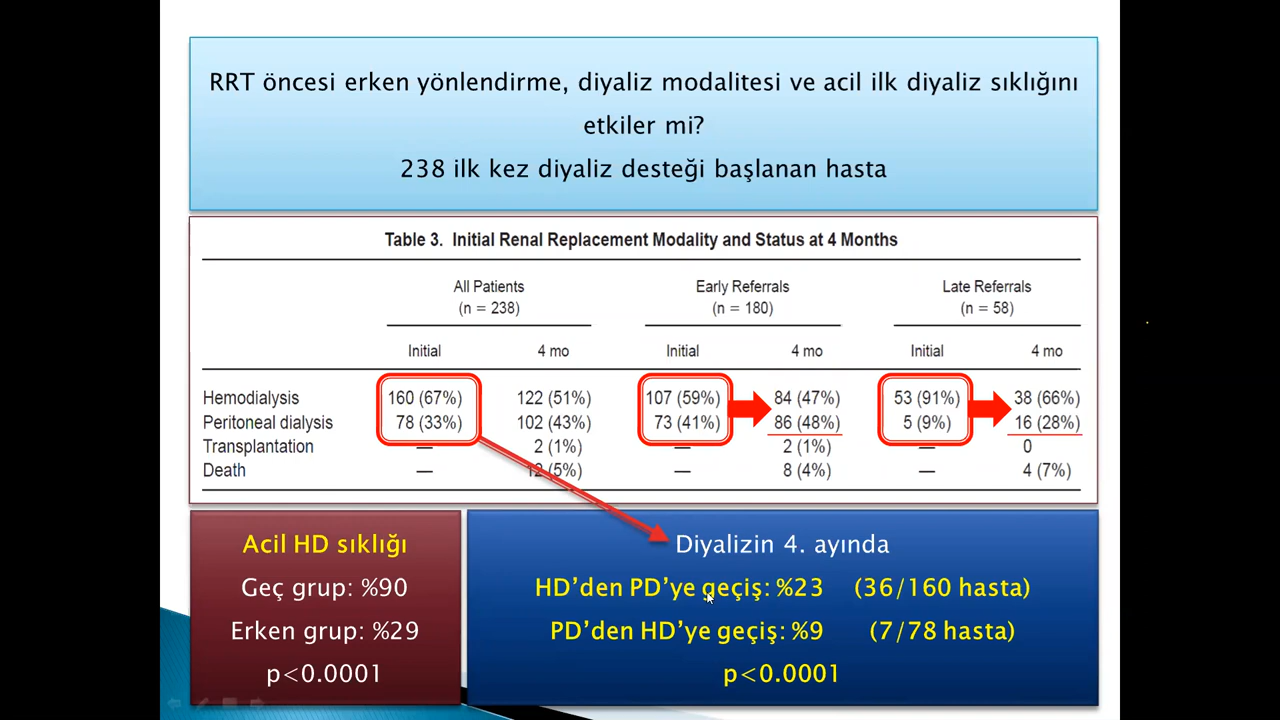 RRT öncesi erken yönlendirme, diyaliz modalitesi ve acil ilk diyaliz sıklığını
etkiler mi?
238 ilk kez diyaliz desteği başlanan hasta
Table 3. Initial Renal Replacement Modality and Status at 4 Months
All Patients Early Referrals Late Referrals
(n = 238) (n = 180) (n = 58)
Initial 4 mo Initial 4 mo Initial 4 mo
Hemodialysis 160 (67%) 122 (51%) 107 (59%) 84 (47%) 53 (91%) 38 (66%)
Peritoneal dialysis 78 (33%) 102 (43%) 73 (41%) 86 (48%) 5 (9%) 16 (28%)
Transplantation — 2 (1%) — 2 (1%) — 0
Death — 12 (5%) — 8 (4%) — 4 (7%)
Acil HD sıklığı
Geç grup: %90
Erken grup: %29
p<0.0001
Diyalizin 4. ayında
HD’den PD’ye geçiş: %23 (36/160 hasta)
PD’den HD’ye geçiş: %9 (7/78 hasta)
p<0.0001